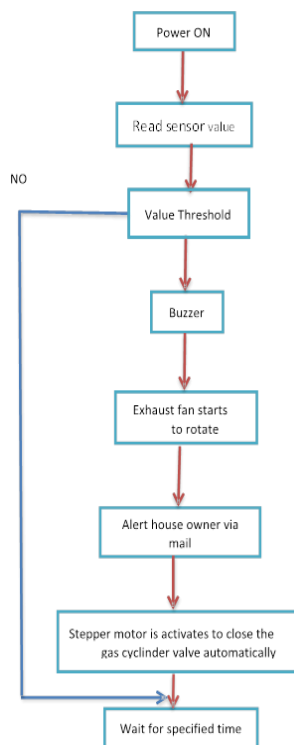 Power ON
Read sensor value
NO
Value Threshold
Buzzer
Exhaust fan starts
to rotate
Alert house owner via
mail
Stepper motor is activates to close the
gas cyclinder valve automatically
Wait for specified time